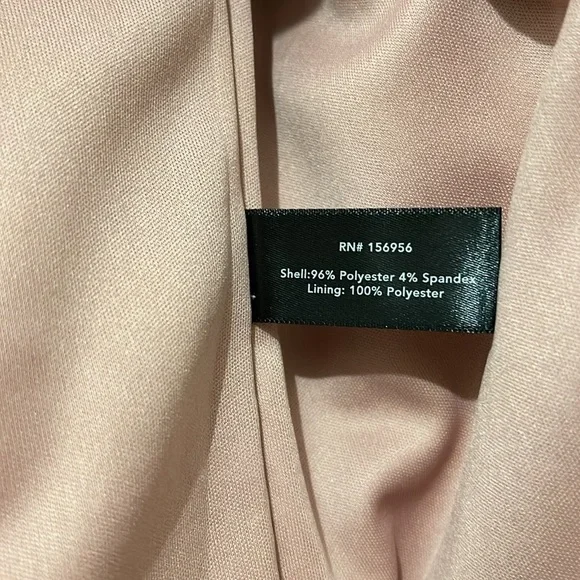 RN# 156956
Shell:96% Polyester 4% Spandex
Lining: 100% Polyester